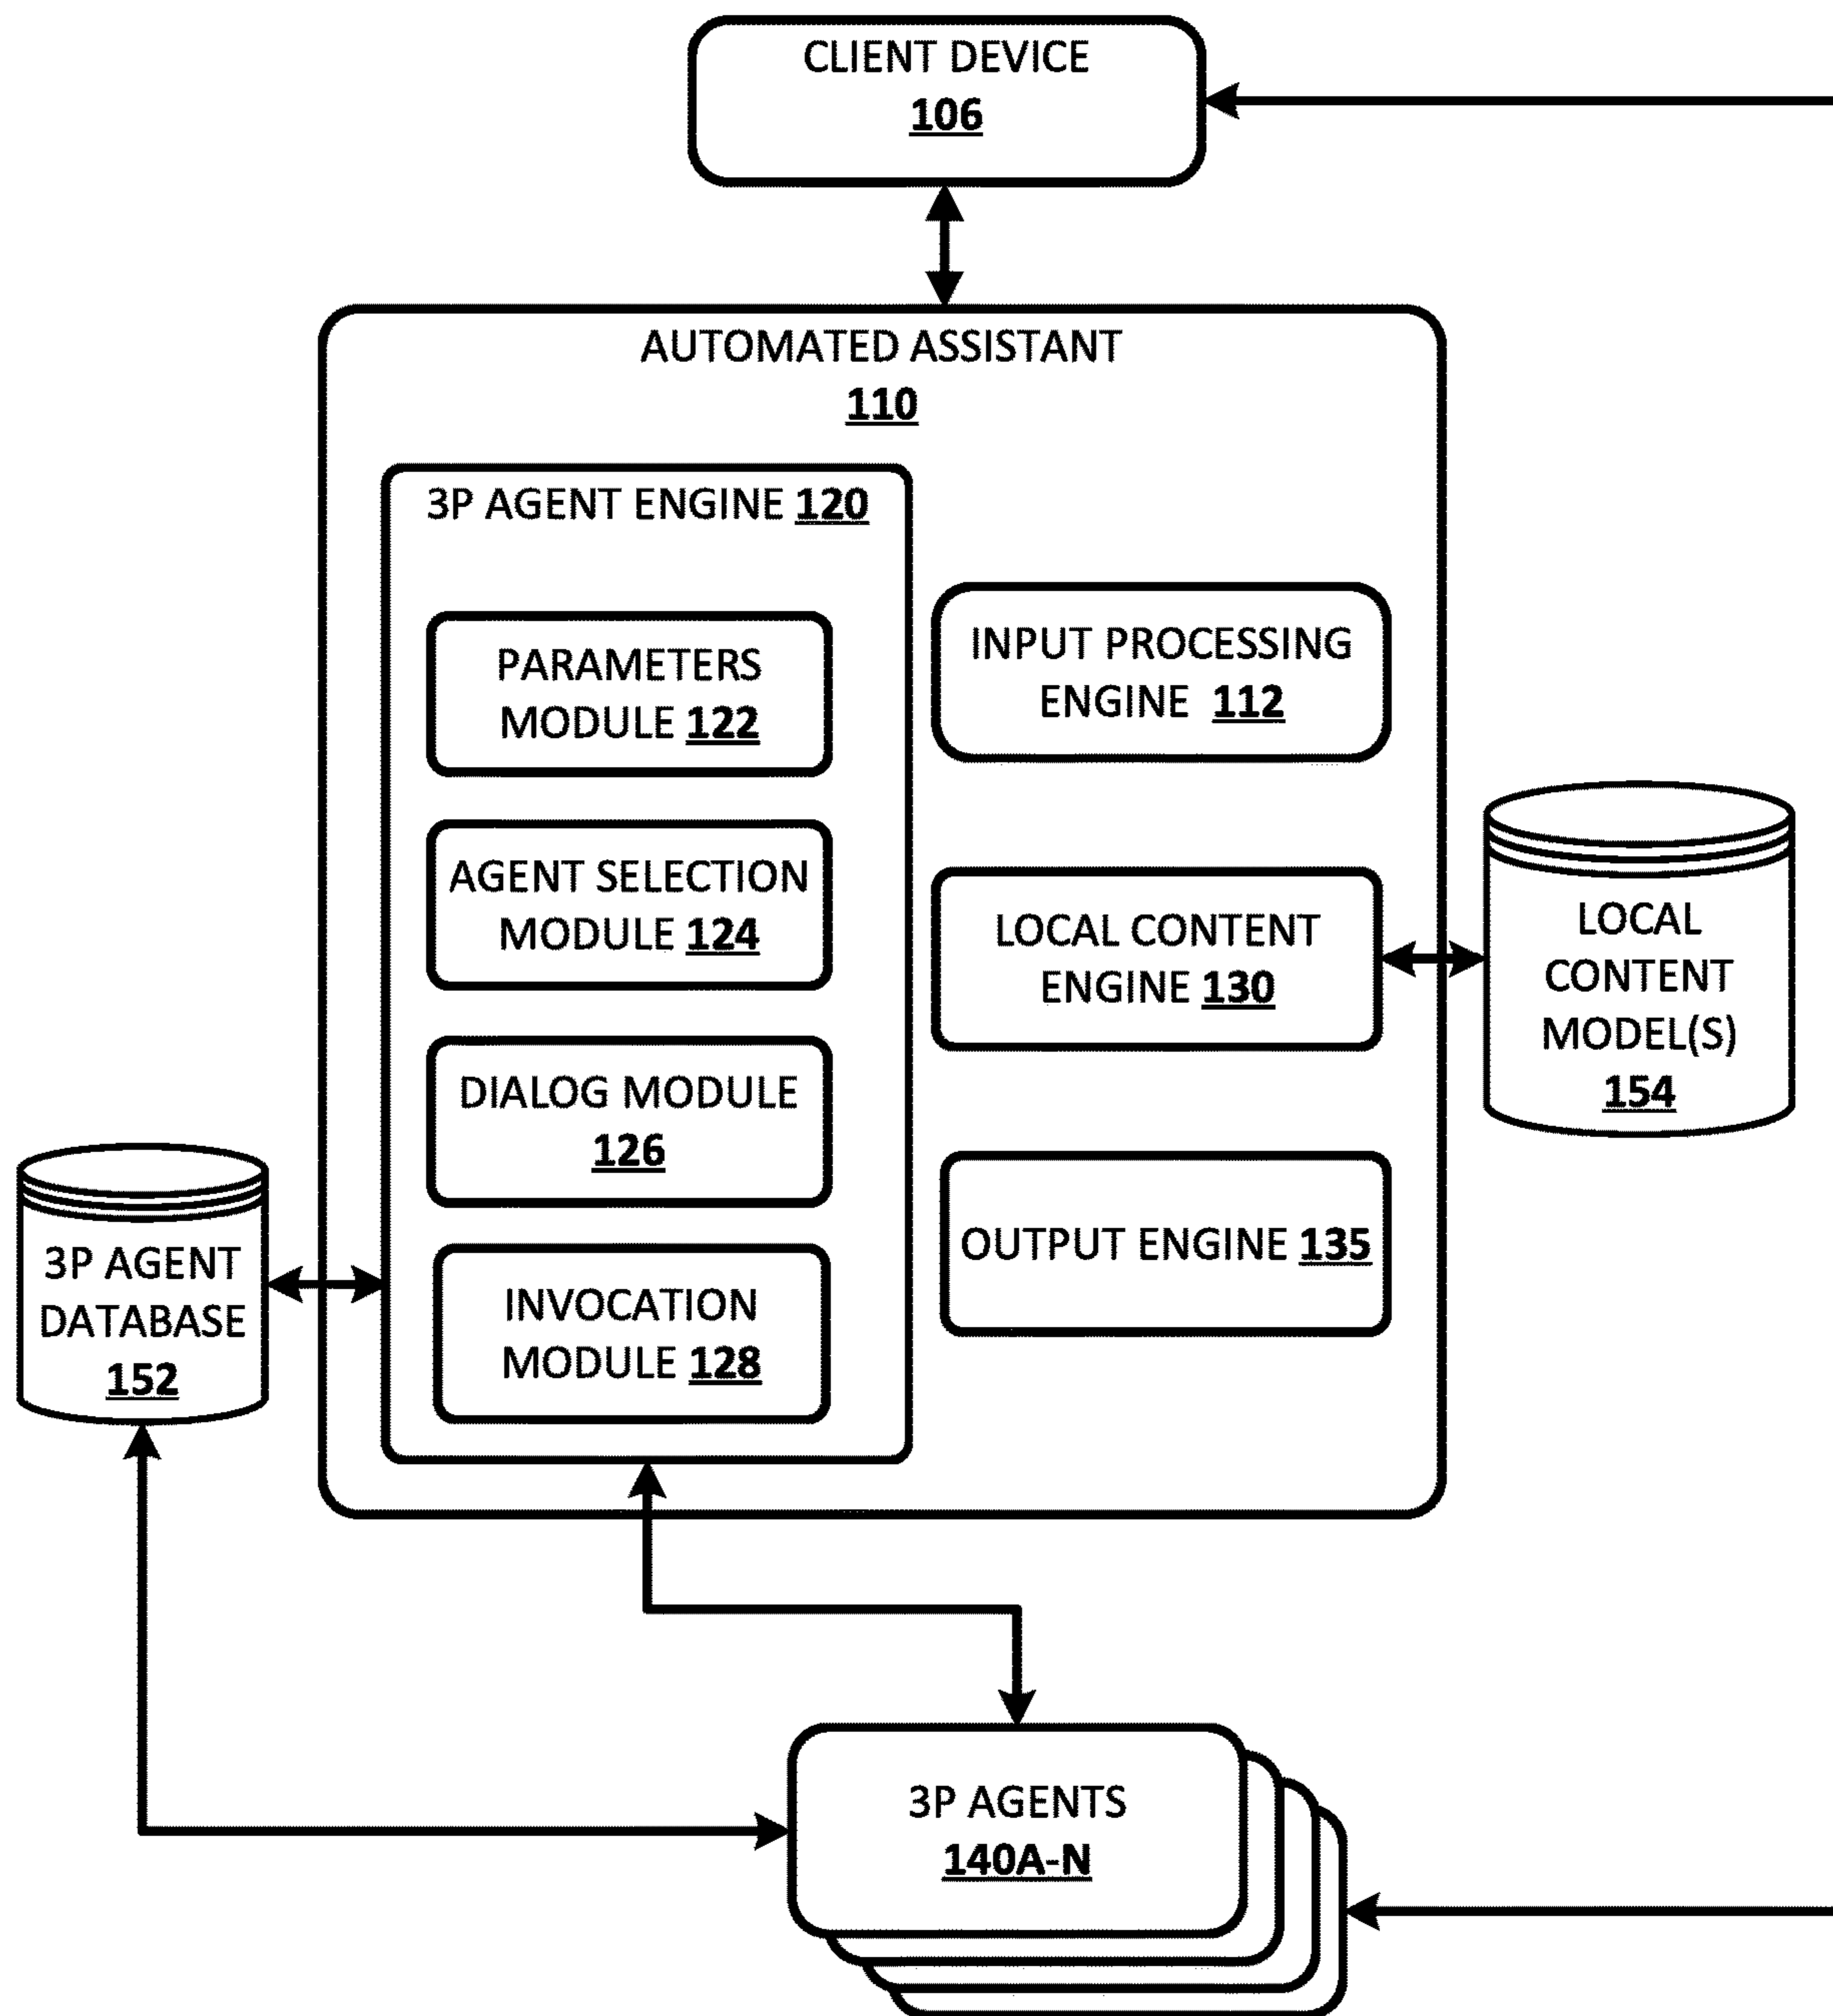 CLIENT DEVICE
106
AUTOMATED ASSISTANT
110
3P AGENT ENGINE 120
PARAMETERS
MODULE 122
AGENT SELECTION
MODULE 124
DIALOG MODULE
126
INVOCATION
MODULE 128
INPUT PROCESSING
ENGINE 112
LOCAL CONTENT
ENGINE 130
OUTPUT ENGINE 135
LOCAL
CONTENT
MODEL(S)
154
3P AGENT
DATABASE
152
3P AGENTS
140A-N